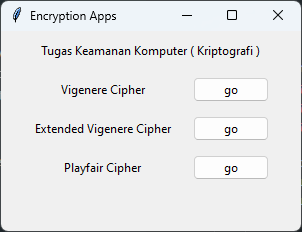 Encryption Apps
Tugas Keamanan Komputer ( Kriptografi )
Vigenere Cipher go
Extended Vigenere Cipher go
Playfair Cipher go